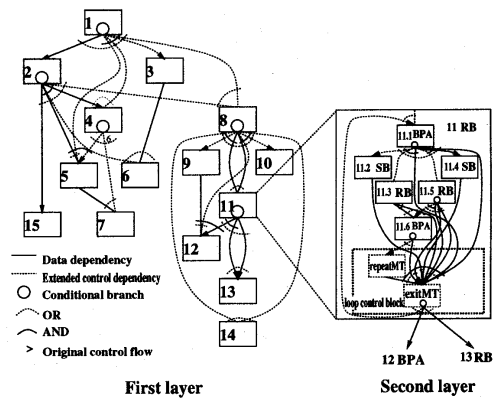 1
2
3
4
8
9
10
5
6
11
15
7
12
13
14
11.1 BPA
11 RB
11.2 SB
11.4 SB
11.3 RB
11.5 RB
11.6 BPA
repeatMT
exitMT
loop control block
12 BPA
13 RB
Data dependency
Extended control dependency
Conditional branch
OR
AND
Original control flow
First layer
Second layer